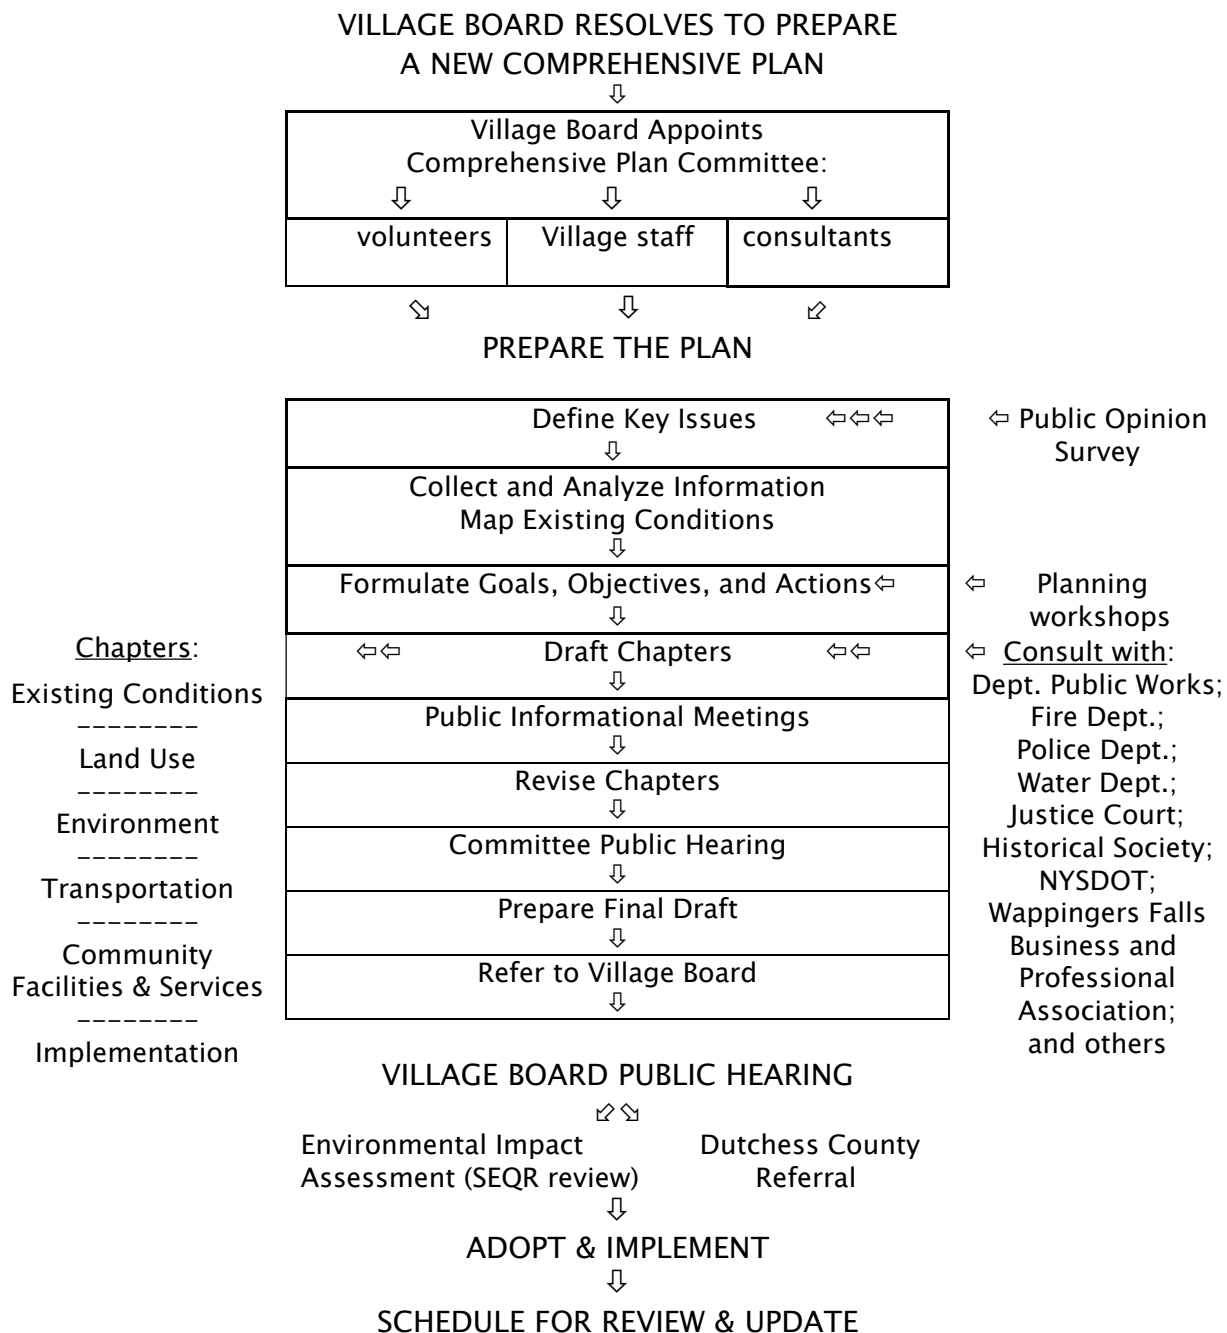 VILLAGE BOARD RESOLVES TO PREPARE
A NEW COMPREHENSIVE PLAN
⇩
Village Board Appoints
Comprehensive Plan Committee:
⇩ ⇩ ⇩
volunteers
Village staff
consultants
⬂ ⇩ ⬃
PREPARE THE PLAN
Define Key Issues ⇦⇦⇦
⇩
⇦ Public Opinion
Survey
Collect and Analyze Information
Map Existing Conditions
⇩
Formulate Goals, Objectives, and Actions⇦
⇩
⇦ Planning
workshops
⇦⇦ Draft Chapters ⇦⇦
⇩
Public Informational Meetings
⇩
Revise Chapters
⇩
Committee Public Hearing
⇩
Prepare Final Draft
⇩
Refer to Village Board
⇩
Chapters:
Existing Conditions
--------
Land Use
--------
Environment
--------
Transportation
--------
Community
Facilities & Services
--------
Implementation
⇦ Consult with:
Dept. Public Works;
Fire Dept.;
Police Dept.;
Water Dept.;
Justice Court;
Historical Society;
NYSDOT;
Wappingers Falls
Business and
Professional
Association;
and others
VILLAGE BOARD PUBLIC HEARING
⬃⬂
Environmental Impact
Assessment (SEQR review)
Dutchess County
Referral
⇩
ADOPT & IMPLEMENT
⇩
SCHEDULE FOR REVIEW & UPDATE